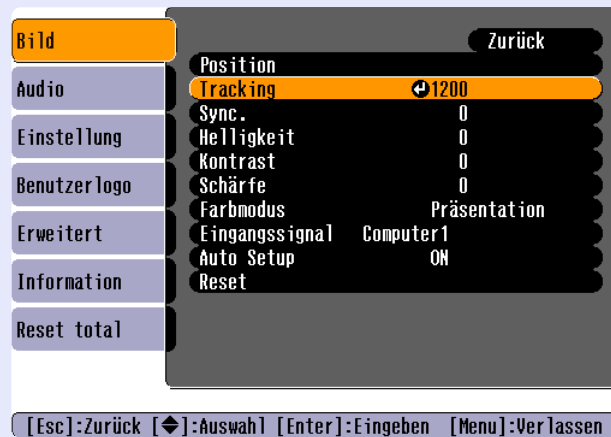 Bild
Audio
Einstellung
Benutzerlogo
Erweitert
Information
Reset total
Zurück
Position
Tracking 1200
Sync. 0
Helligkeit 0
Kontrast 0
Schärfe 0
Farbmodus Präsentation
Eingangssignal Computer1
Auto Setup ON
Reset
[Esc]:Zurück [◆]:Auswahl [Enter]:Eingeben [Menu]:Verlassen